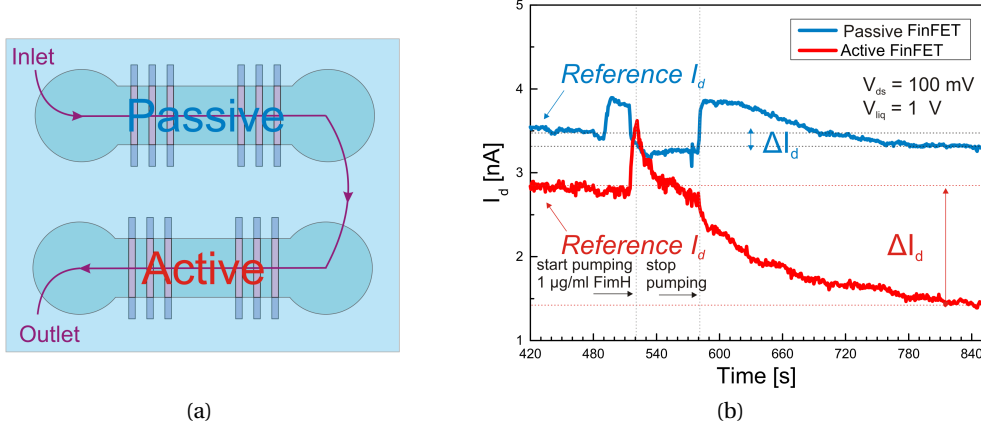 Inlet
Passive
Active
Outlet
(a)
5
4
3
2
1
I_d [nA]
Passive FinFET
Active FinFET
Reference I_d
V_ds = 100 mV
V_liq = 1 V
ΔI_d
ΔI_d
Reference I_d
start pumping
1 µg/ml FimH
stop
pumping
420 480 540 600 660 720 780 840
Time [s]
(b)